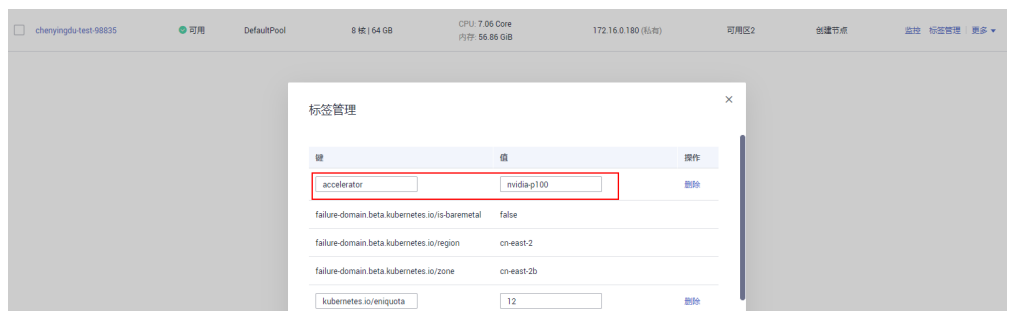 chenyingdu-test-98835 可用 DefaultPool 8 核 | 64 GB CPU: 7.06 Core 172.16.0.180 (私有) 可用区2 创建节点 监控 标签管理 更多
内存: 56.86 GiB
标签管理
键 值 操作
accelerator nvidia-p100 删除
failure-domain.beta.kubernetes.io/is-baremetal false
failure-domain.beta.kubernetes.io/region cn-east-2
failure-domain.beta.kubernetes.io/zone cn-east-2b
kubernetes.io/eniquota 12 删除